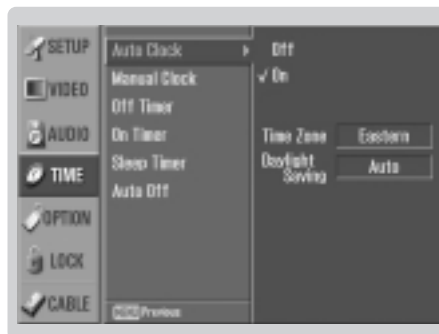 SETUP
VIDEO
AUDIO
TIME
OPTION
LOCK
CABLE
Auto Clock
Manual Clock
Off Timer
On Timer
Sleep Timer
Auto Off
Off
√ On
Time Zone Eastern
Daylight
Saving Auto
MENU Previous